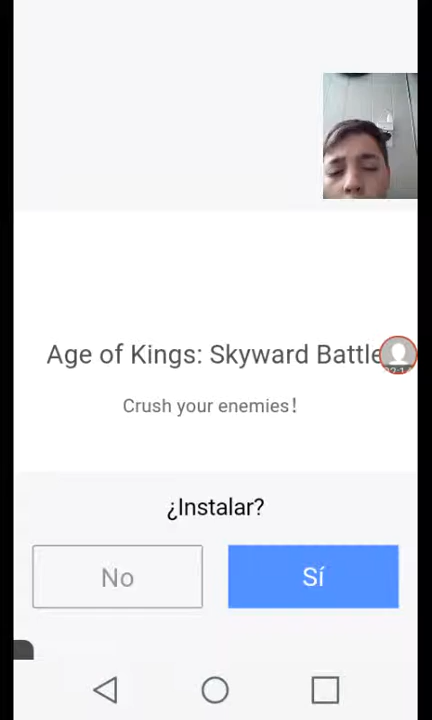 Age of Kings: Skyward Battle
Crush your enemies!
¿Instalar?
No
Sí